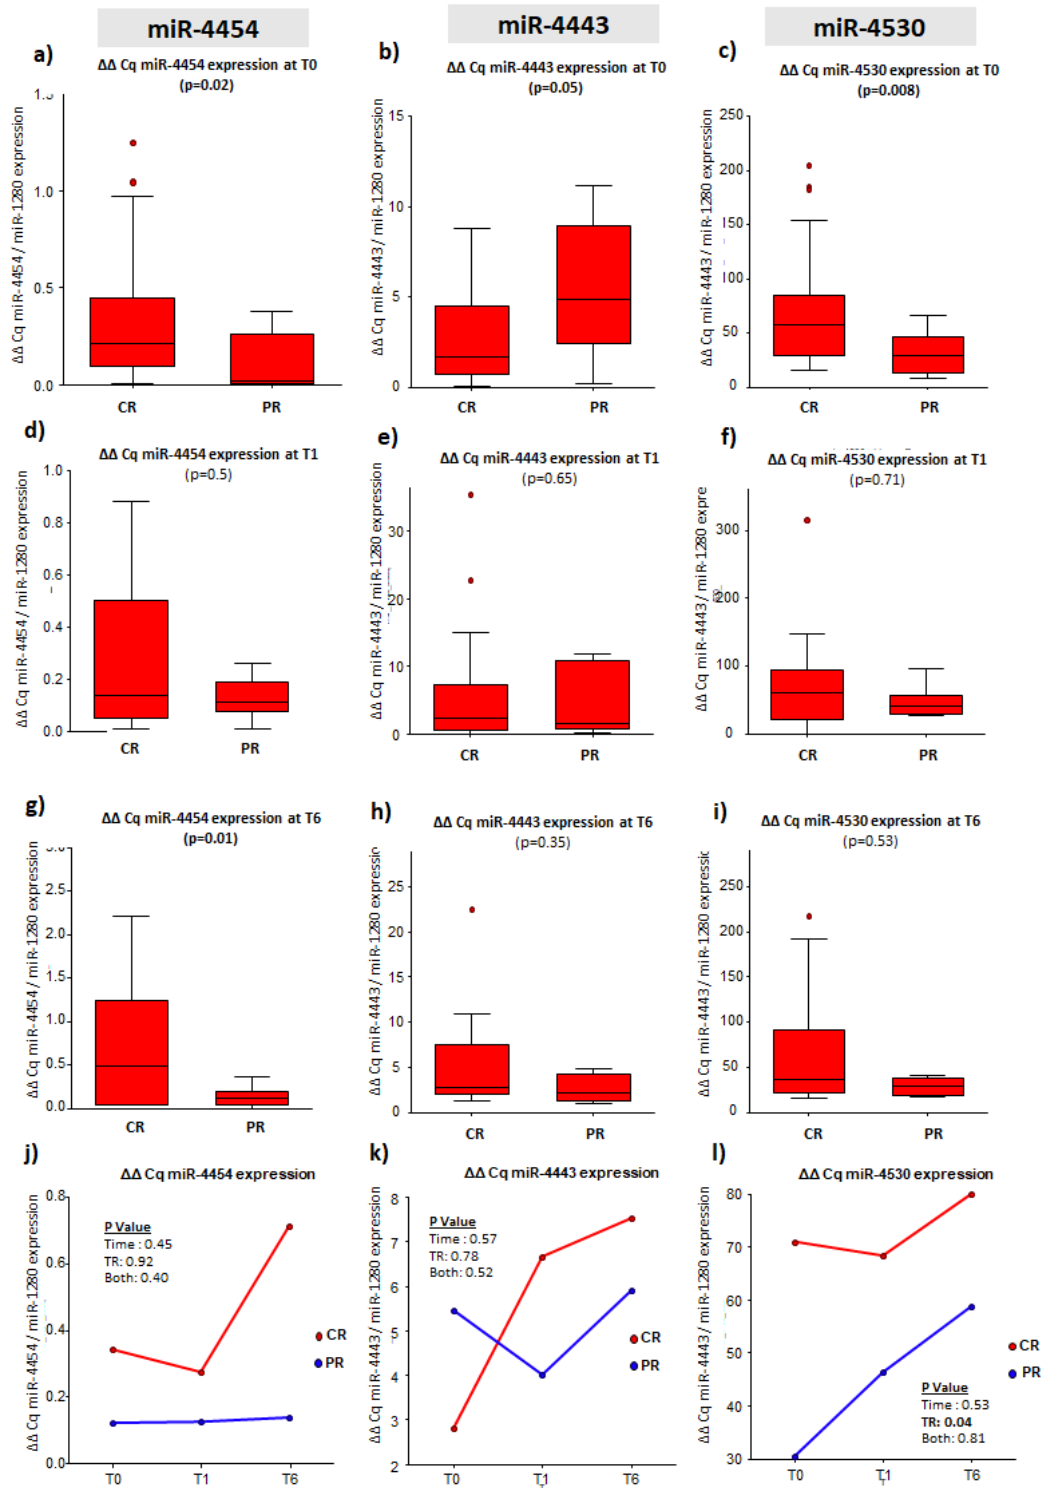 miR-4454
miR-4443
miR-4530
a)
ΔΔ Cq miR-4454 expression at T0
(p=0.02)
ΔΔ Cq miR-4454 / miR-1280 expression
1.0
0.5
0.0
CR
PR
b)
ΔΔ Cq miR-4443 expression at T0
(p=0.05)
ΔΔ Cq miR-4443 / miR-1280 expression
15
10
5
0
CR
PR
c)
ΔΔ Cq miR-4530 expression at T0
(p=0.008)
ΔΔ Cq miR-4443 / miR-1280 expression
250
200
150
100
50
0
CR
PR
d)
ΔΔ Cq miR-4454 expression at T1
(p=0.5)
ΔΔ Cq miR-4454 / miR-1280 expression
1.0
0.8
0.6
0.4
0.2
0.0
CR
PR
e)
ΔΔ Cq miR-4443 expression at T1
(p=0.65)
ΔΔ Cq miR-4443 / miR-1280 expression
30
20
10
0
CR
PR
f)
ΔΔ Cq miR-4530 expression at T1
(p=0.71)
ΔΔ Cq miR-4443 / miR-1280 expre
300
200
100
0
CR
PR
g)
ΔΔ Cq miR-4454 expression at T6
(p=0.01)
ΔΔ Cq miR-4454 / miR-1280 expression
2.5
2.0
1.5
1.0
0.5
0.0
CR
PR
h)
ΔΔ Cq miR-4443 expression at T6
(p=0.35)
ΔΔ Cq miR-4443 / miR-1280 expression
25
20
15
10
5
0
CR
PR
i)
ΔΔ Cq miR-4530 expression at T6
(p=0.53)
ΔΔ Cq miR-4443 / miR-1280 expressic
250
200
150
100
50
0
CR
PR
j)
ΔΔ Cq miR-4454 expression
ΔΔ Cq miR-4454 / miR-1280 expression
0.8
0.6
0.4
0.2
0.0
P Value
Time : 0.45
TR: 0.92
Both: 0.40
CR
PR
T0
T1
T6
k)
ΔΔ Cq miR-4443 expression
ΔΔ Cq miR-4443 / miR-1280 expression
8
7
6
5
4
3
2
P Value
Time : 0.57
TR: 0.78
Both: 0.52
CR
PR
T0
T1
T6
l)
ΔΔ Cq miR-4530 expression
ΔΔ Cq miR-4443 / miR-1280 expression
80
70
60
50
40
30
CR
PR
P Value
Time : 0.53
TR: 0.04
Both: 0.81
T0
T1
T6